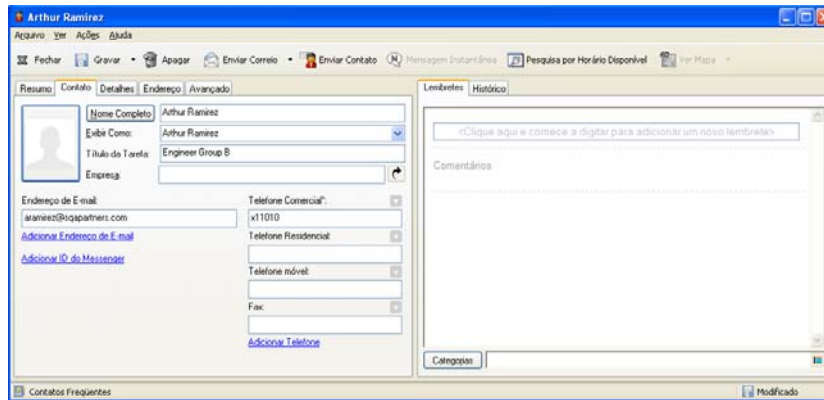 Arthur Ramirez
Arquivo Ver Ações Ajuda
Fechar Gravar Apagar Enviar Correio Enviar Contato Mensagem Instantânea Pesquisa por Horário Disponível Ver Mapa
Resumo Contato Detalhes Endereço Avançado
Nome Completo Arthur Ramirez
Exibir Como: Arthur Ramirez
Título da Tarefa: Engineer Group B
Empresa:
Endereço de E-mail:
aramirez@sqapartners.com
Adicionar Endereço de E-mail
Adicionar ID do Messenger
Telefone Comercial*:
x11010
Telefone Residencial:
Telefone móvel:
Fax:
Adicionar Telefone
Lembretes Histórico
<Clique aqui e comece a digitar para adicionar um novo lembrete>
Comentários
Categorias
Contatos Freqüentes Modificado